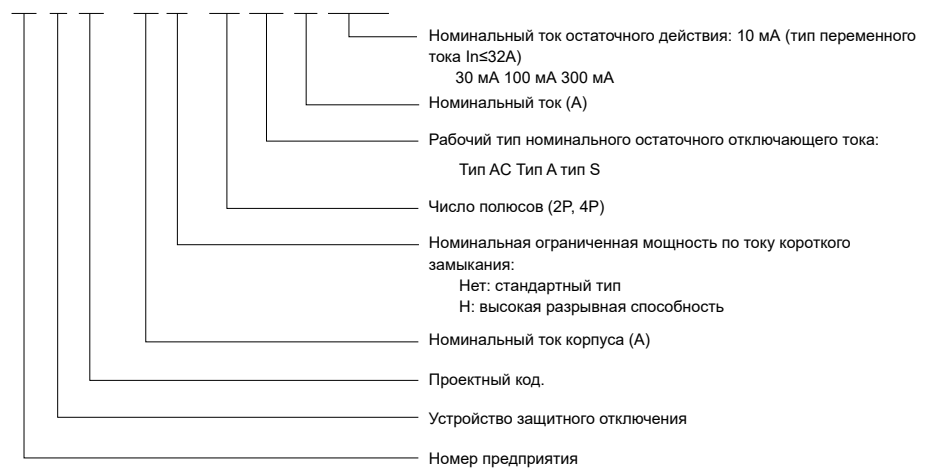 Номинальный ток остаточного действия: 10 мА (тип переменного
тока In≤32А)
30 мА 100 мА 300 мА
Номинальный ток (А)
Рабочий тип номинального остаточного отключающего тока:
Тип АС Тип А тип S
Число полюсов (2P, 4P)
Номинальная ограниченная мощность по току короткого
замыкания:
Нет: стандартный тип
Н: высокая разрывная способность
Номинальный ток корпуса (А)
Проектный код.
Устройство защитного отключения
Номер предприятия